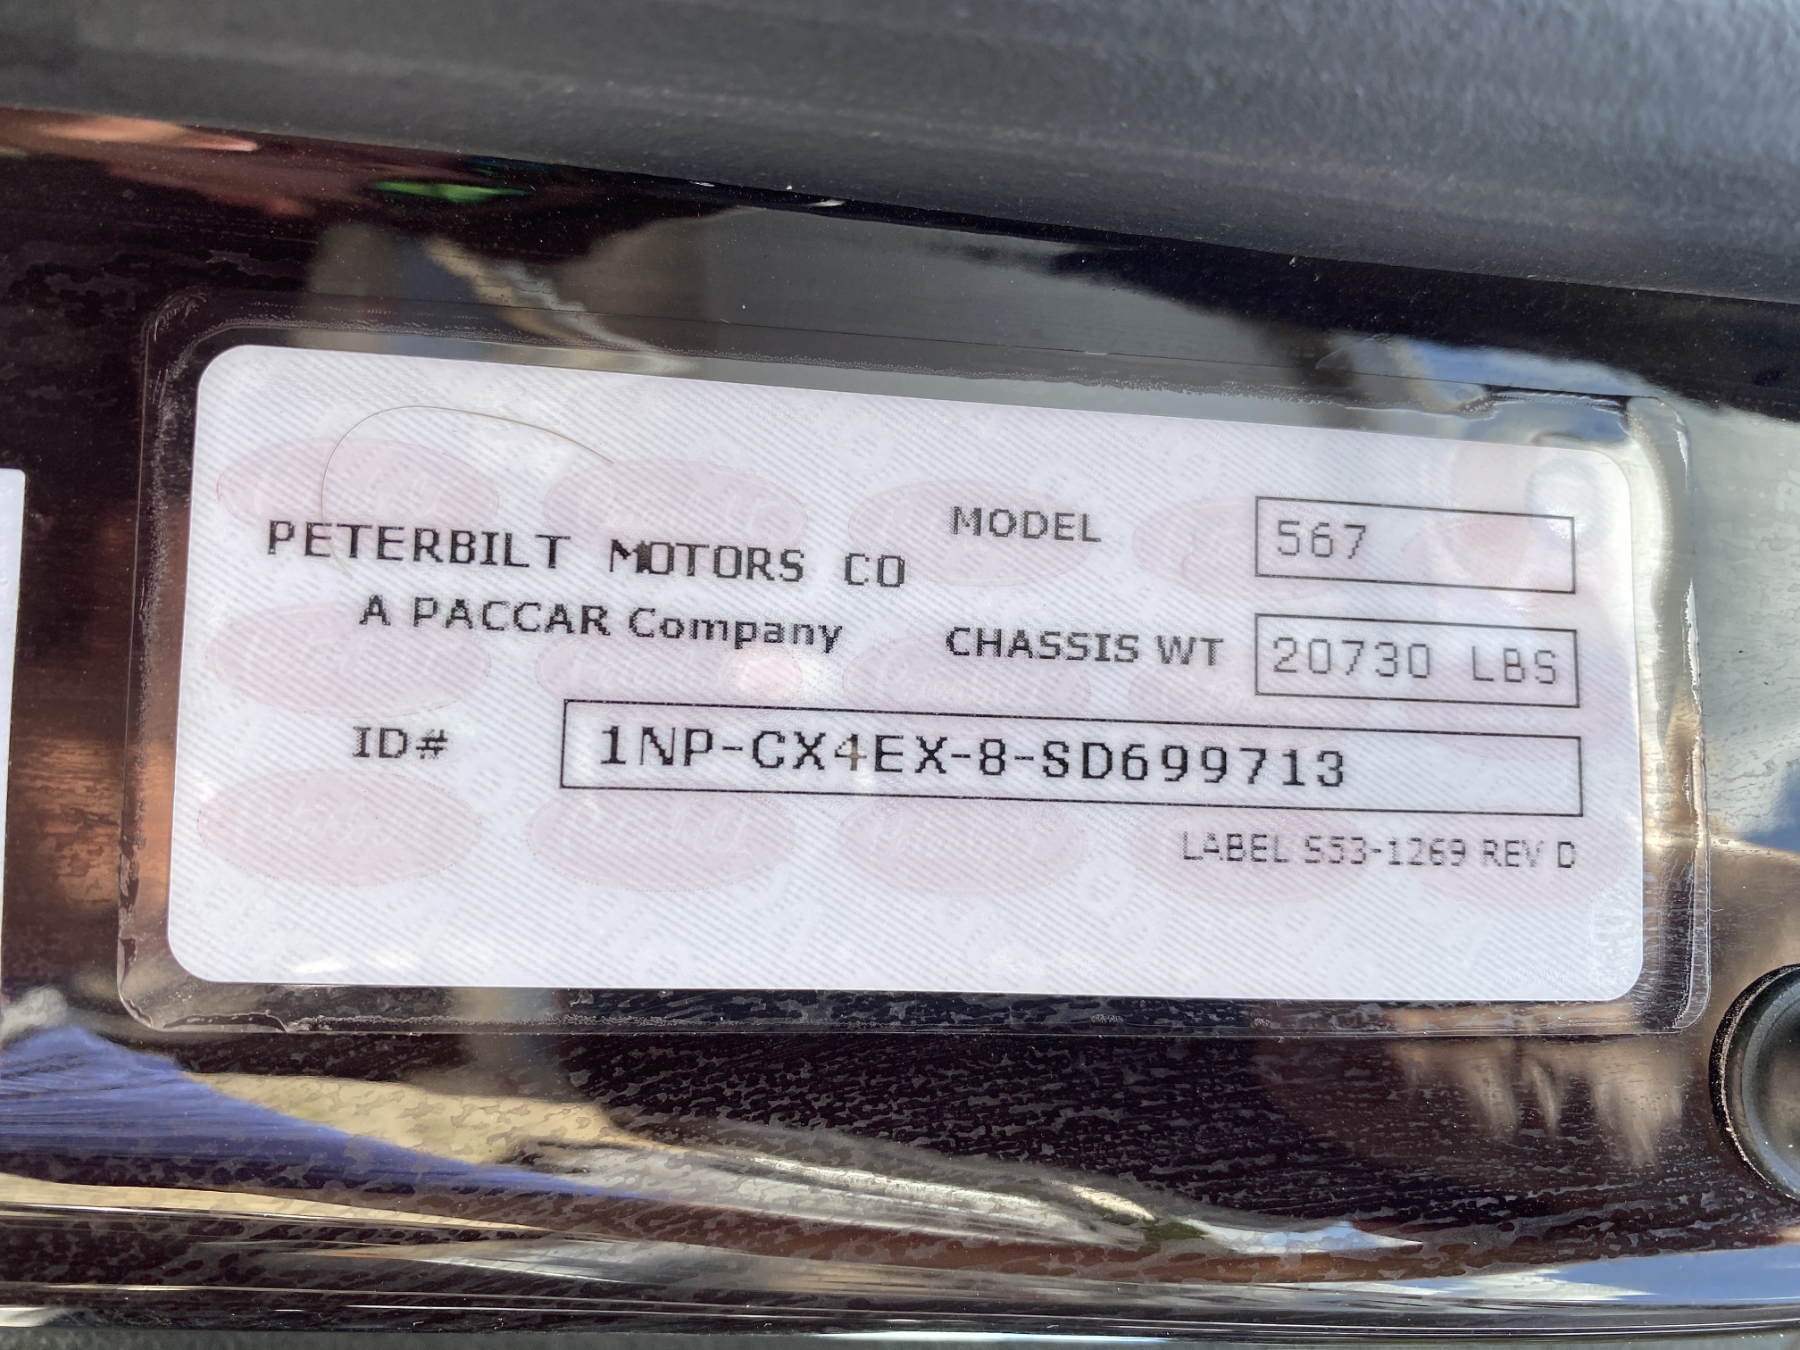 PETERBILT MOTORS CO
A PACCAR Company
MODEL 567
CHASSIS WT 20730 LBS
ID# 1NP-CX4EX-8-SD699713
LABEL S53-1269 REV D